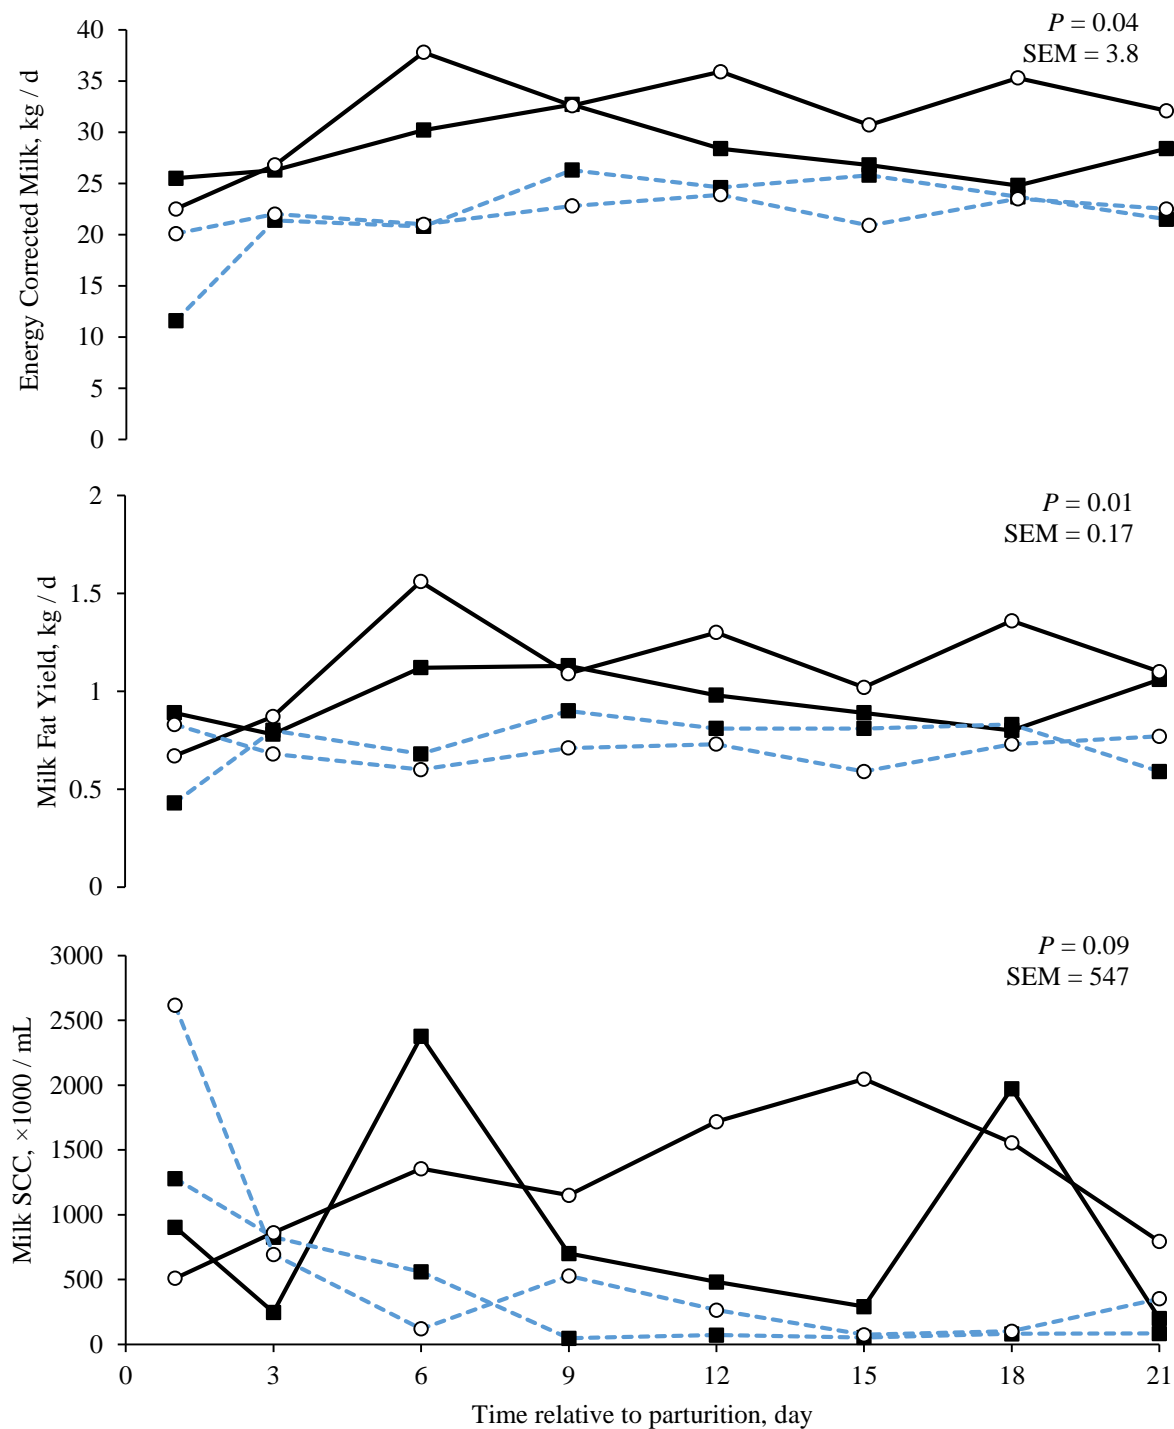 P = 0.04
SEM = 3.8
Energy Corrected Milk, kg / d
40
35
30
25
20
15
10
5
0
P = 0.01
SEM = 0.17
Milk Fat Yield, kg / d
2
1.5
1
0.5
0
P = 0.09
SEM = 547
Milk SCC, ×1000 / mL
3000
2500
2000
1500
1000
500
0
0 3 6 9 12 15 18 21
Time relative to parturition, day